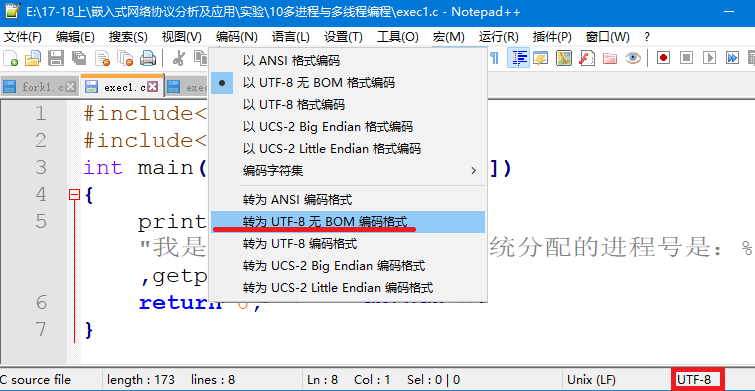 E:\17-18上\嵌入式网络协议分析及应用\实验\10多进程与多线程编程\exec1.c - Notepad++
文件(F) 编辑(E) 搜索(S) 视图(V) 编码(N) 语言(L) 设置(T) 工具(O) 宏(M) 运行(R) 插件(P) 窗口(W) ?
fork1.c exec1.c exec
以 ANSI 格式编码
以 UTF-8 无 BOM 格式编码
以 UTF-8 格式编码
以 UCS-2 Big Endian 格式编码
以 UCS-2 Little Endian 格式编码
编码字符集
转为 ANSI 编码格式
转为 UTF-8 无 BOM 编码格式
转为 UTF-8 编码格式
转为 UCS-2 Big Endian 编码格式
转为 UCS-2 Little Endian 编码格式
1 #include<
2 #include<
3 int main( ])
4 {
5 print
"我是 统分配的进程号是：%
,getp
6 return 0;
7 }
C source file length : 173 lines : 8 Ln : 8 Col : 1 Sel : 0 | 0 Unix (LF) UTF-8